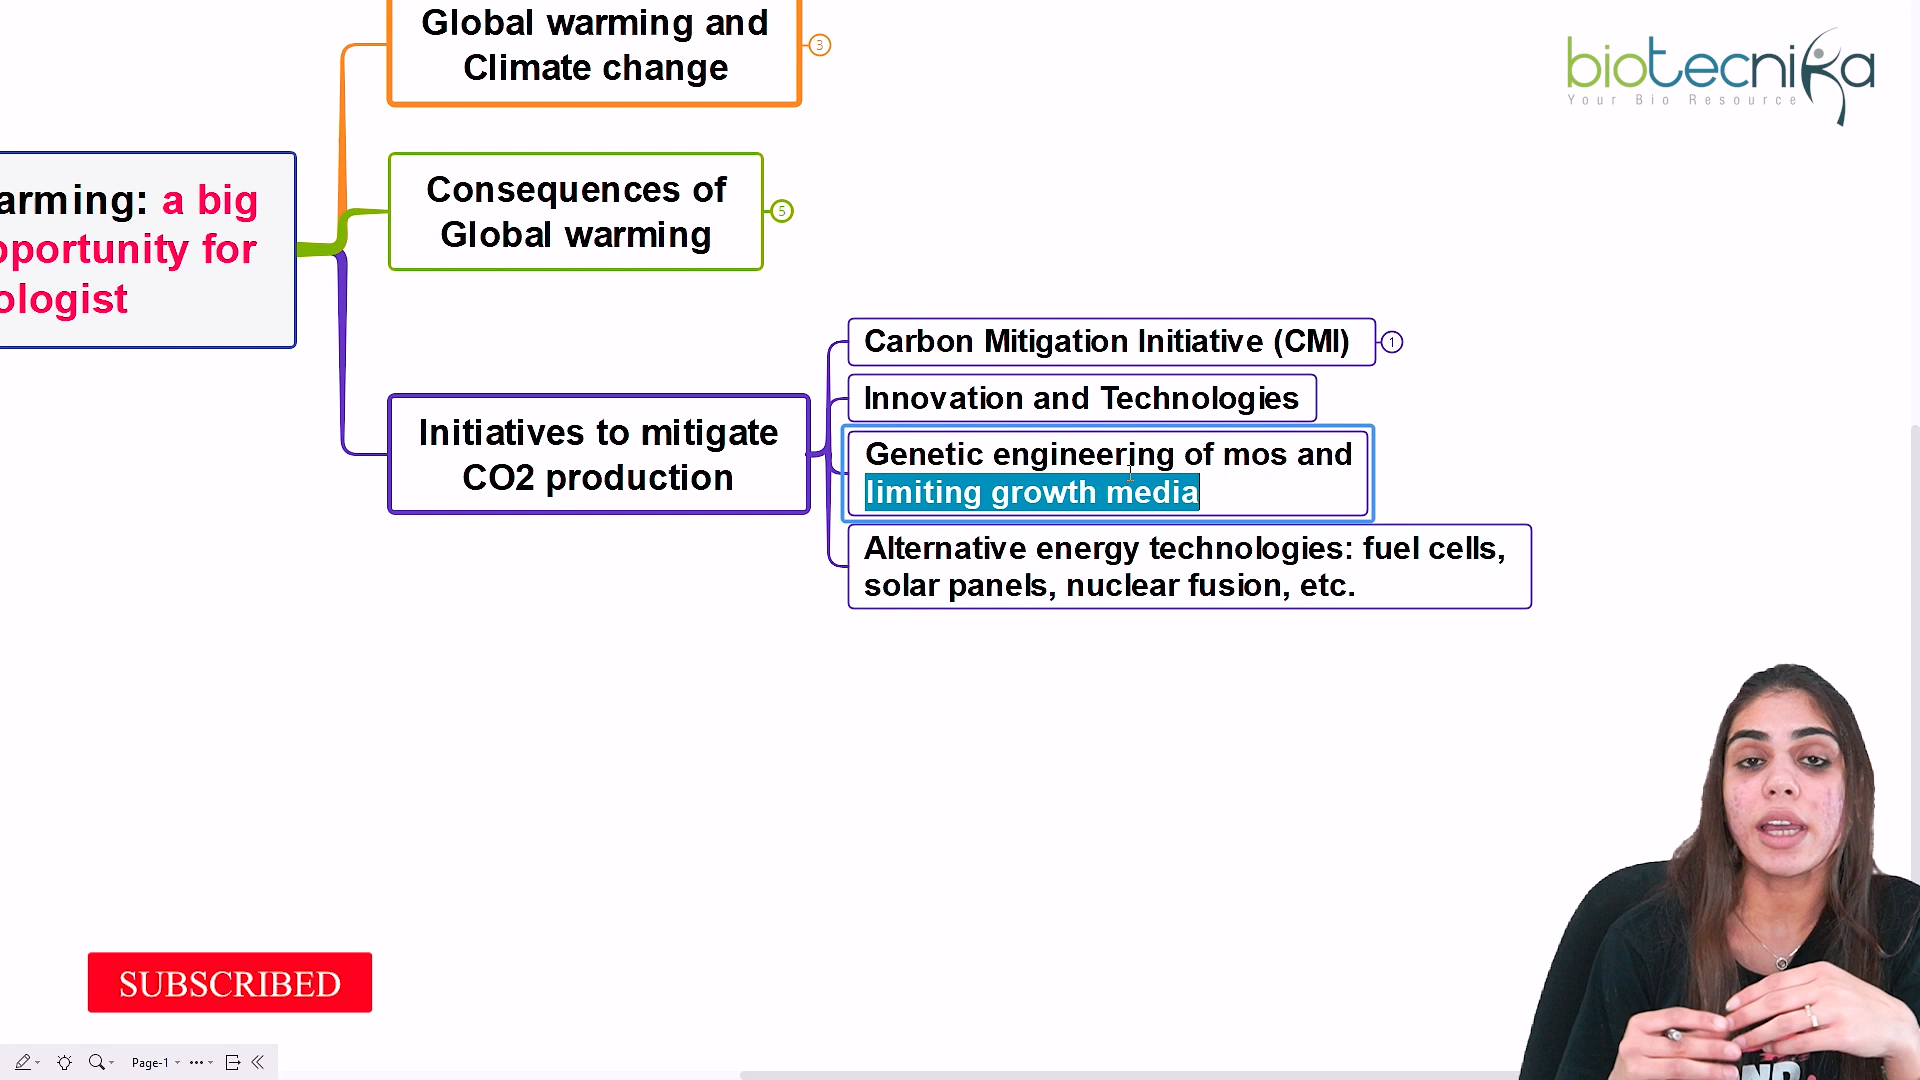 Global warming and
Climate change
3
biotecnika
Your Bio Resource
arming: a big
pportunity for
ologist
Consequences of
Global warming
5
Initiatives to mitigate
CO2 production
Carbon Mitigation Initiative (CMI)
1
Innovation and Technologies
Genetic engineering of mos and
limiting growth media
Alternative energy technologies: fuel cells,
solar panels, nuclear fusion, etc.
SUBSCRIBED
Page-1